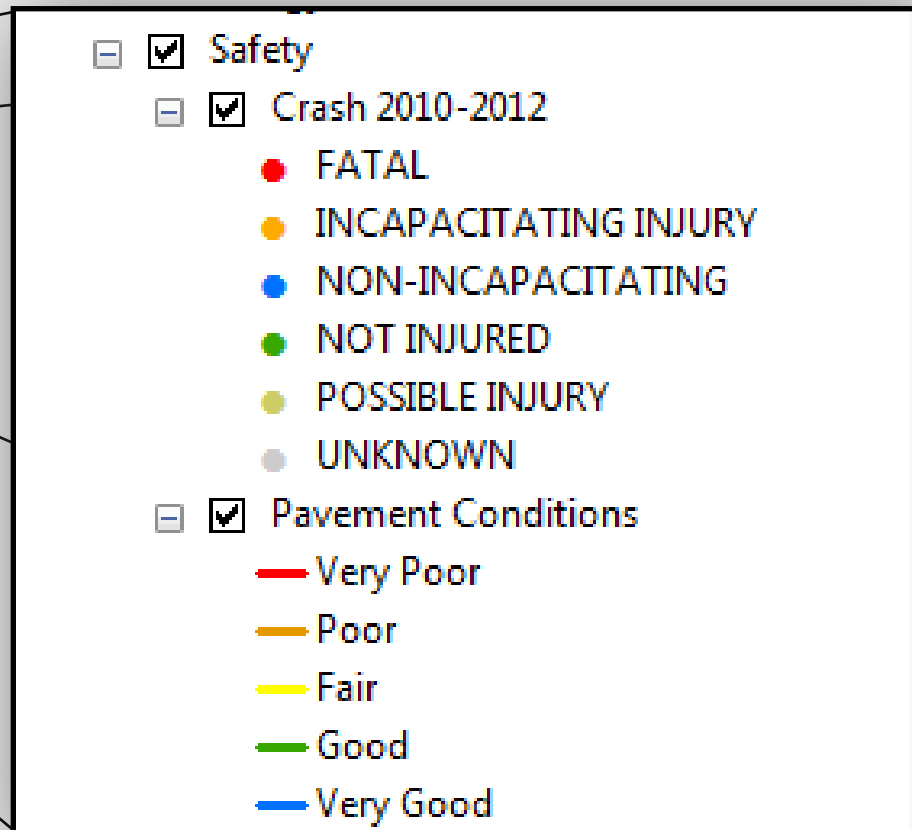 Safety
Crash 2010-2012
FATAL
INCAPACITATING INJURY
NON-INCAPACITATING
NOT INJURED
POSSIBLE INJURY
UNKNOWN
Pavement Conditions
Very Poor
Poor
Fair
Good
Very Good